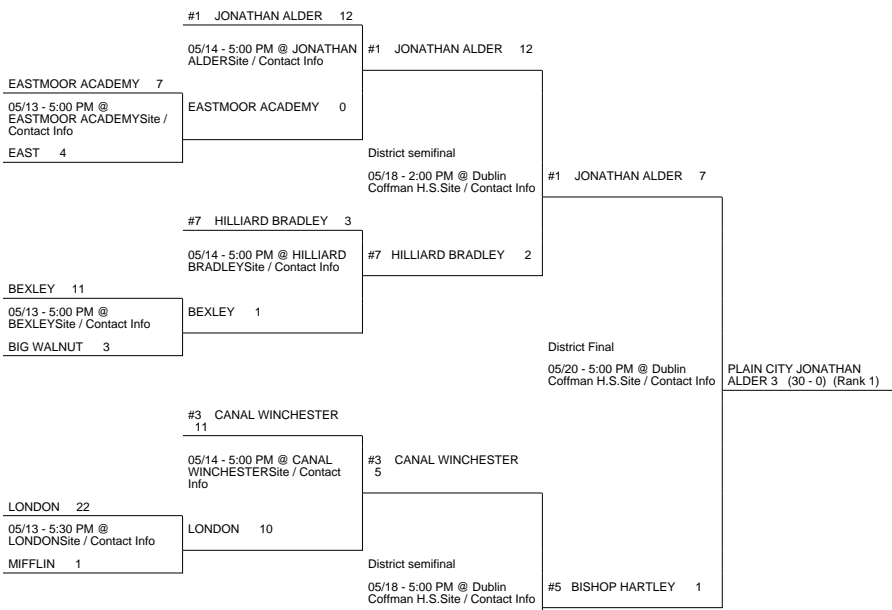 #1 JONATHAN ALDER 12
05/14 - 5:00 PM @ JONATHAN
ALDERSite / Contact Info
#1 JONATHAN ALDER 12
EASTMOOR ACADEMY 7
05/13 - 5:00 PM @
EASTMOOR ACADEMYSite /
Contact Info
EASTMOOR ACADEMY 0
EAST 4
District semifinal
05/18 - 2:00 PM @ Dublin
Coffman H.S.Site / Contact Info
#1 JONATHAN ALDER 7
#7 HILLIARD BRADLEY 3
05/14 - 5:00 PM @ HILLIARD
BRADLEYSite / Contact Info
#7 HILLIARD BRADLEY 2
BEXLEY 11
05/13 - 5:00 PM @
BEXLEYSite / Contact Info
BEXLEY 1
BIG WALNUT 3
District Final
05/20 - 5:00 PM @ Dublin
Coffman H.S.Site / Contact Info
PLAIN CITY JONATHAN
ALDER 3 (30 - 0) (Rank 1)
#3 CANAL WINCHESTER
11
05/14 - 5:00 PM @ CANAL
WINCHESTERSite / Contact
Info
#3 CANAL WINCHESTER
5
LONDON 22
05/13 - 5:30 PM @
LONDONSite / Contact Info
LONDON 10
MIFFLIN 1
District semifinal
05/18 - 5:00 PM @ Dublin
Coffman H.S.Site / Contact Info
#5 BISHOP HARTLEY 1